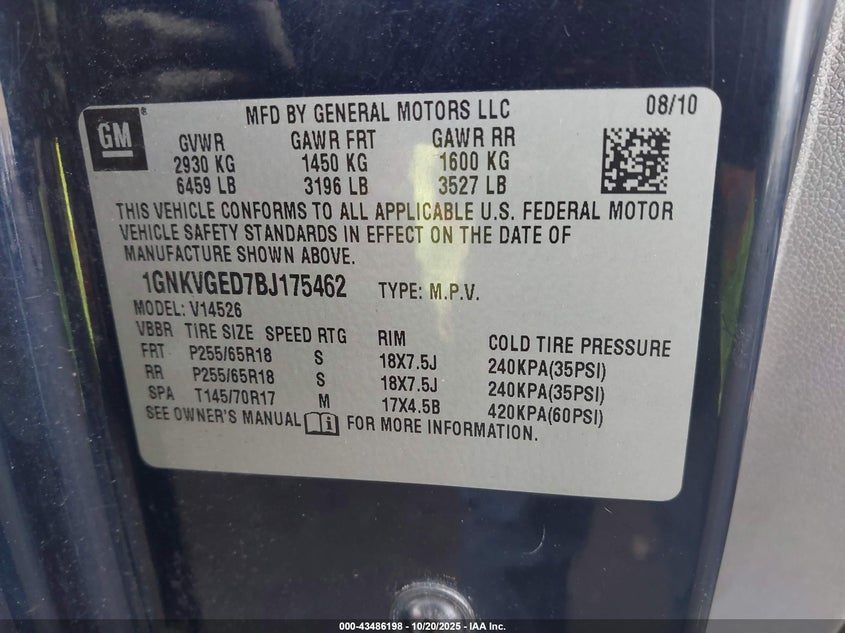 GM ® MFD BY GENERAL MOTORS LLC 08/10
GVWR GAWR FRT GAWR RR
2930 KG 1450 KG 1600 KG
6459 LB 3196 LB 3527 LB
THIS VEHICLE CONFORMS TO ALL APPLICABLE U.S. FEDERAL MOTOR
VEHICLE SAFETY STANDARDS IN EFFECT ON THE DATE OF
MANUFACTURE SHOWN ABOVE.
1GNKVGED7BJ175462 TYPE: M.P.V.
MODEL: V14526
VBBR TIRE SIZE SPEED RTG RIM COLD TIRE PRESSURE
FRT P255/65R18 S 18X7.5J 240KPA(35PSI)
RR P255/65R18 S 18X7.5J 240KPA(35PSI)
SPA T145/70R17 M 17X4.5B 420KPA(60PSI)
SEE OWNER'S MANUAL FOR MORE INFORMATION.
000-43486198 - 10/20/2025 - IAA Inc.